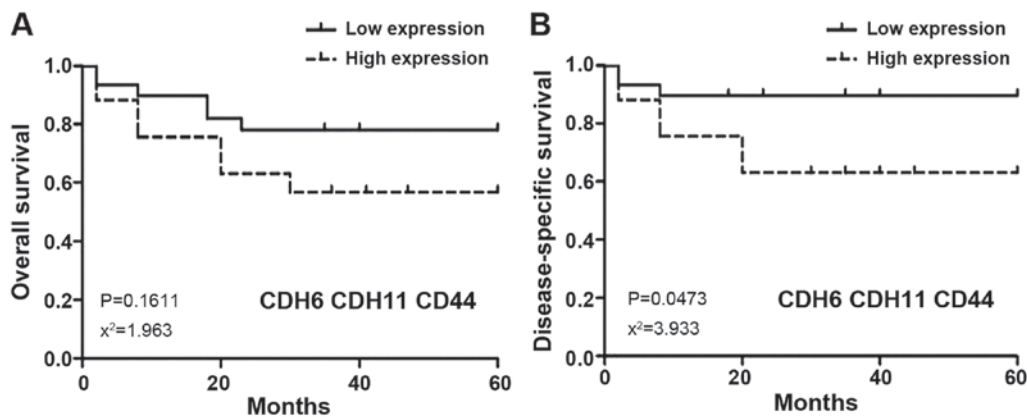 A
Low expression
High expression
1.0
0.8
0.6
0.4
0.2
0.0
Overall survival
P=0.1611
x²=1.963
CDH6 CDH11 CD44
0
20
40
60
Months
B
Low expression
High expression
1.0
0.8
0.6
0.4
0.2
0.0
Disease-specific survival
P=0.0473
x²=3.933
CDH6 CDH11 CD44
0
20
40
60
Months